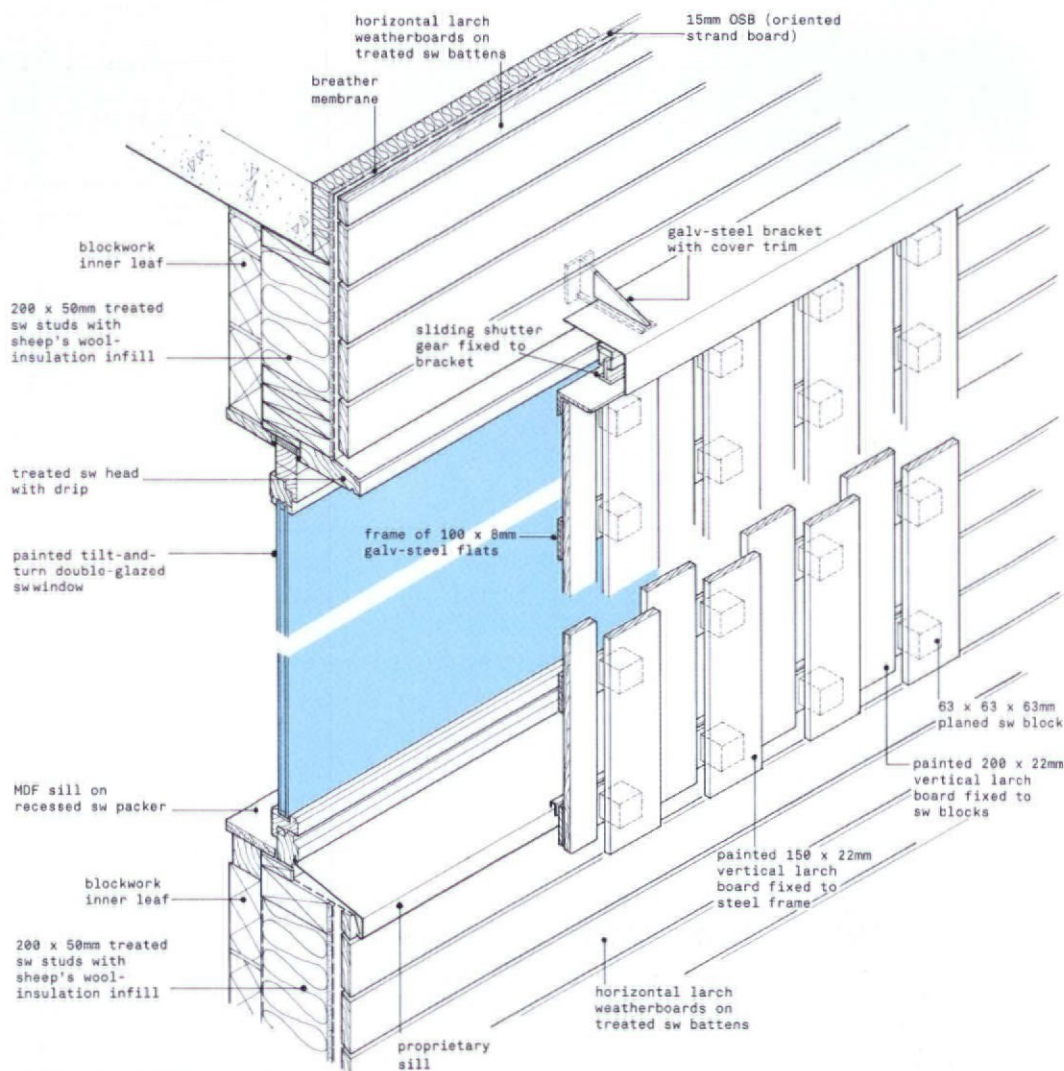 horizontal larch
weatherboards on
treated sw battens
15mm OSB (oriented
strand board)
breather
membrane
galv-steel bracket
with cover trim
blockwork
inner leaf
200 x 50mm treated
sw studs with
sheep's wool-
insulation infill
sliding shutter
gear fixed to
bracket
treated sw head
with drip
frame of 100 x 8mm
galv-steel flats
painted tilt-and-
turn double-glazed
sw window
63 x 63 x 63mm
planed sw block
MDF sill on
recessed sw packer
painted 200 x 22mm
vertical larch
board fixed to
sw blocks
painted 150 x 22mm
vertical larch
board fixed to
steel frame
blockwork
inner leaf
200 x 50mm treated
sw studs with
sheep's wool-
insulation infill
horizontal larch
weatherboards on
treated sw battens
proprietary
sill